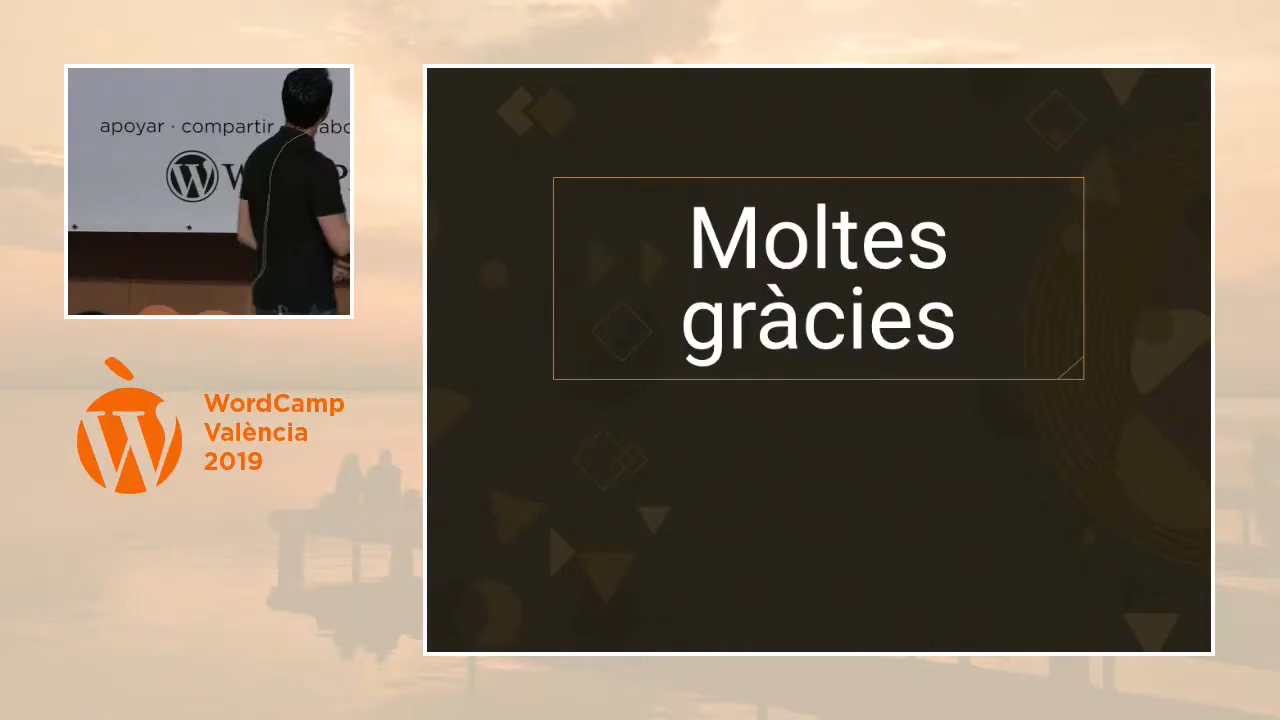 apoyar · compartir
WordCamp
València
2019
Moltes
gràcies